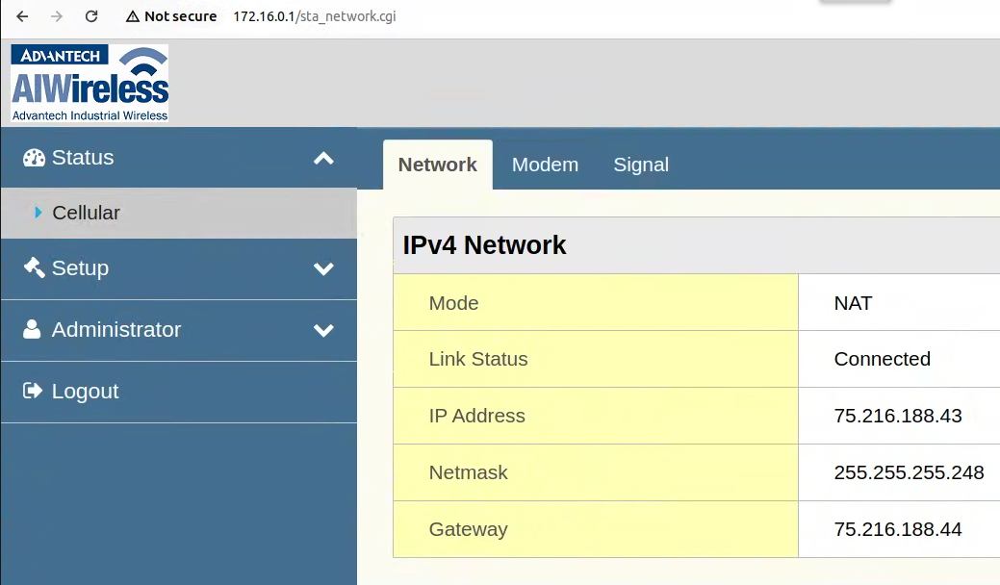 Not secure 172.16.0.1/sta_network.cgi
ADVANTECH
AIWireless
Advantech Industrial Wireless
Status
Cellular
Setup
Administrator
Logout
Network Modem Signal
IPv4 Network
Mode NAT
Link Status Connected
IP Address 75.216.188.43
Netmask 255.255.255.248
Gateway 75.216.188.44